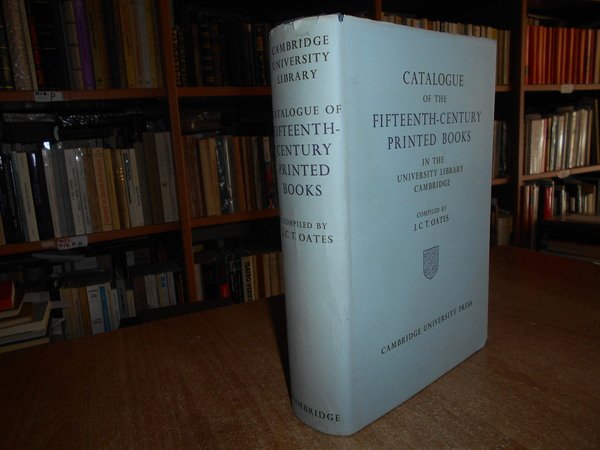 CAMBRIDGE
UNIVERSITY
LIBRARY
CATALOGUE OF
FIFTEENTH-
CENTURY
PRINTED
BOOKS
COMPILED BY
J.C.T. OATES
CAMBRIDGE
CATALOGUE
OF THE
FIFTEENTH-CENTURY
PRINTED BOOKS
IN THE
UNIVERSITY LIBRARY
CAMBRIDGE
COMPILED BY
J.C.T. OATES
CAMBRIDGE UNIVERSITY PRESS